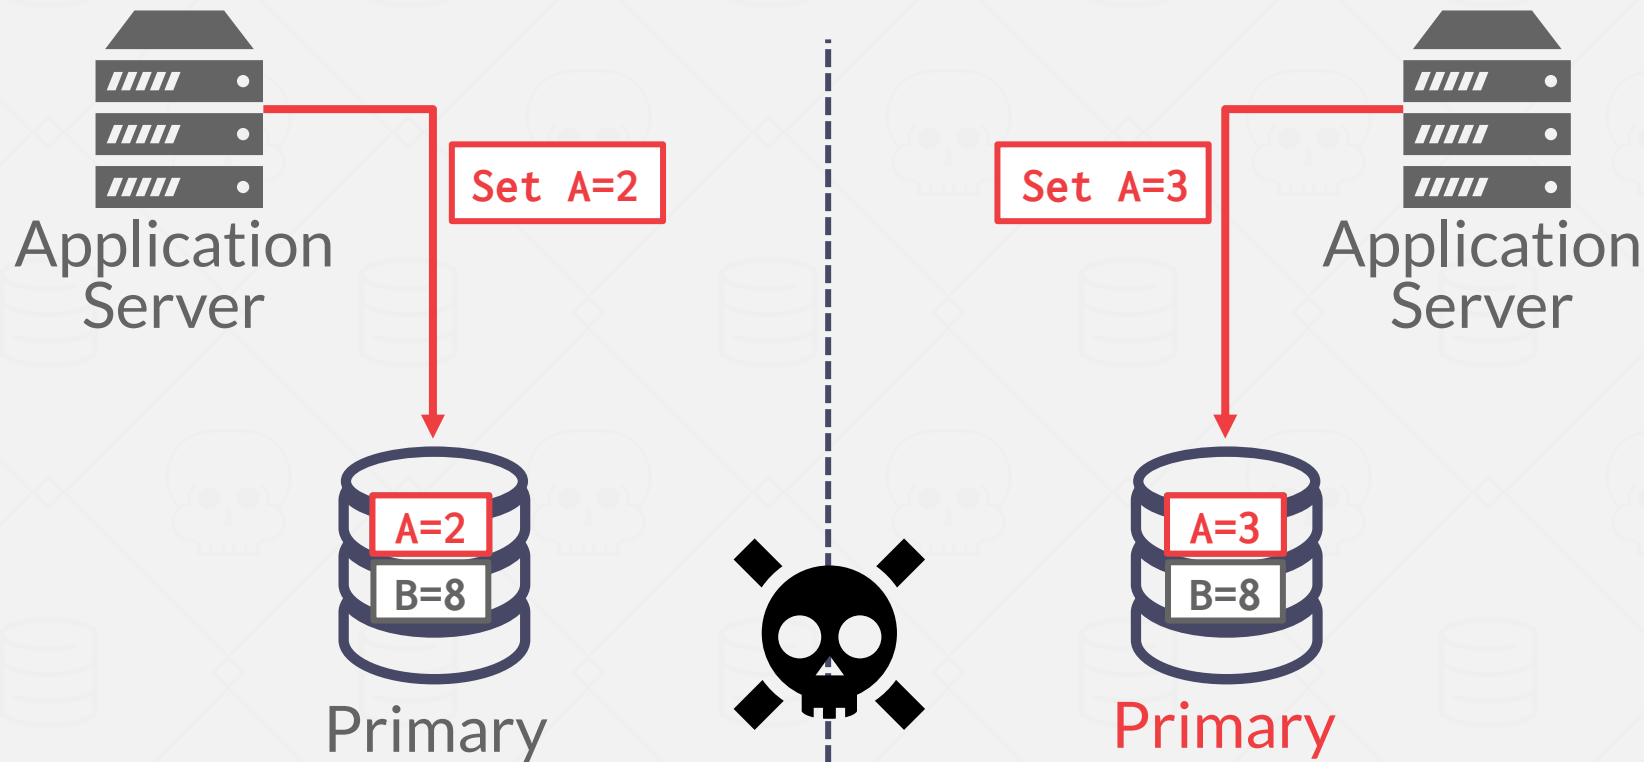 Set A=2
Set A=3
Application
Server
Application
Server
A=2
B=8
A=3
B=8
Primary
Primary